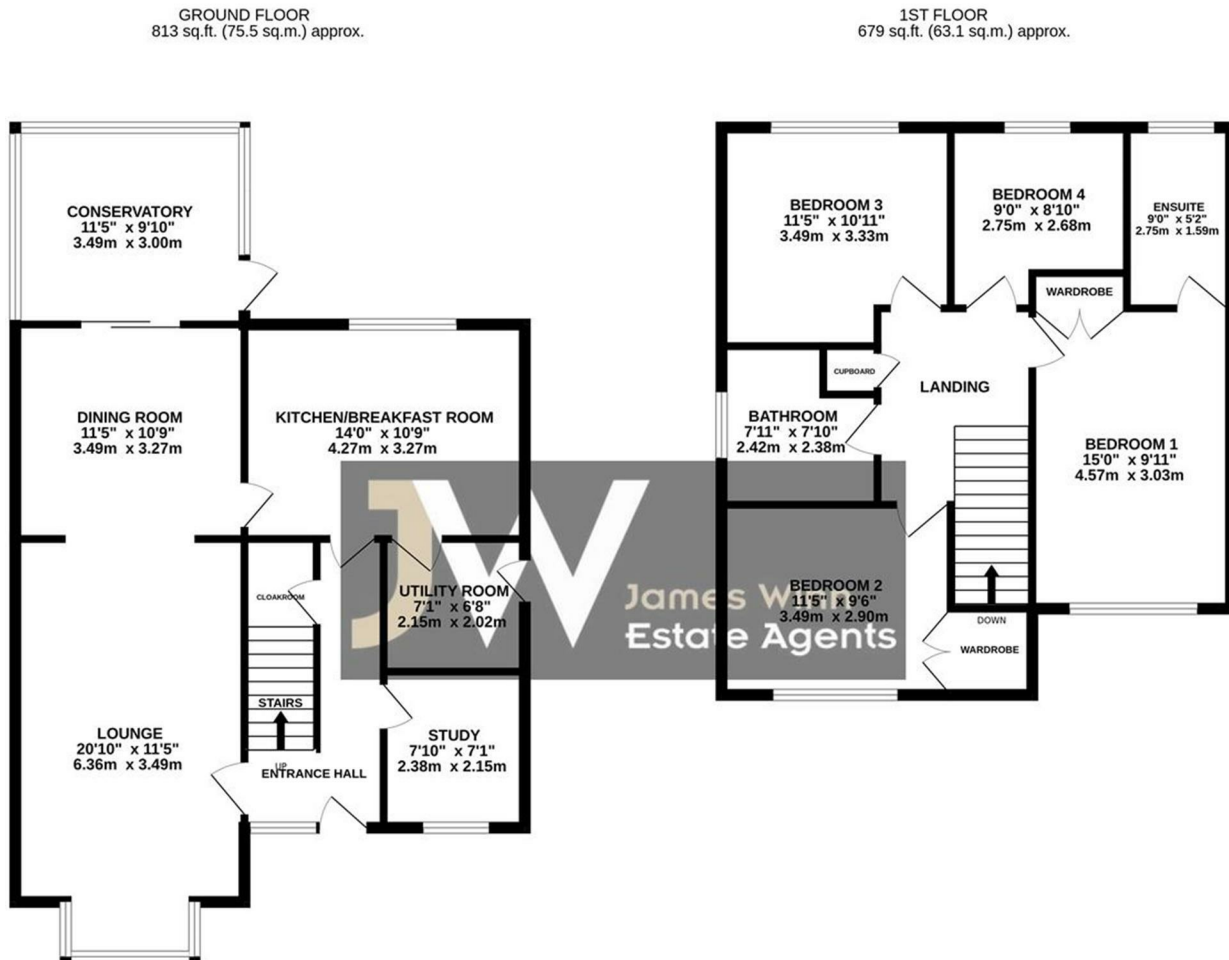 GROUND FLOOR
813 sq.ft. (75.5 sq.m.) approx.
1ST FLOOR
679 sq.ft. (63.1 sq.m.) approx.
CONSERVATORY
11'5" x 9'10"
3.49m x 3.00m
DINING ROOM
11'5" x 10'9"
3.49m x 3.27m
KITCHEN/BREAKFAST ROOM
14'0" x 10'9"
4.27m x 3.27m
CLOAKROOM
UTILITY ROOM
7'1" x 6'8"
2.15m x 2.02m
STAIRS
UP
LOUNGE
20'10" x 11'5"
6.36m x 3.49m
ENTRANCE HALL
STUDY
7'10" x 7'1"
2.38m x 2.15m
BEDROOM 3
11'5" x 10'11"
3.49m x 3.33m
BEDROOM 4
9'0" x 8'10"
2.75m x 2.68m
ENSUITE
9'0" x 5'2"
2.75m x 1.59m
WARDROBE
CUPBOARD
LANDING
BATHROOM
7'11" x 7'10"
2.42m x 2.38m
BEDROOM 1
15'0" x 9'11"
4.57m x 3.03m
BEDROOM 2
11'5" x 9'6"
3.49m x 2.90m
DOWN
WARDROBE
JW
James Winn
Estate Agents